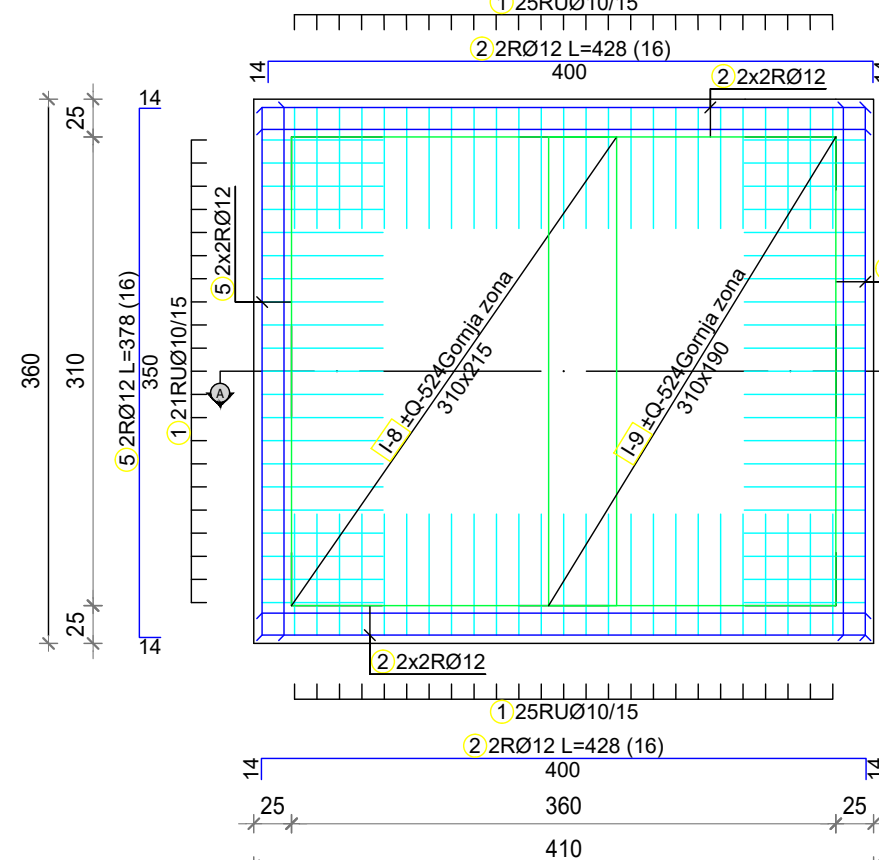 1 25RUØ10/15
2 2RØ12 L=428 (16)
14
400
2 2x2RØ12
14
25
5 2x2RØ12
360
310
5 2RØ12 L=378 (16)
350
1 21RUØ10/15
A
I-8 ±Q-524Gornja zona
310x215
I-9 ±Q-524Gornja zona
310x190
25
14
2 2x2RØ12
1 25RUØ10/15
2 2RØ12 L=428 (16)
14
400
14
25
360
25
410